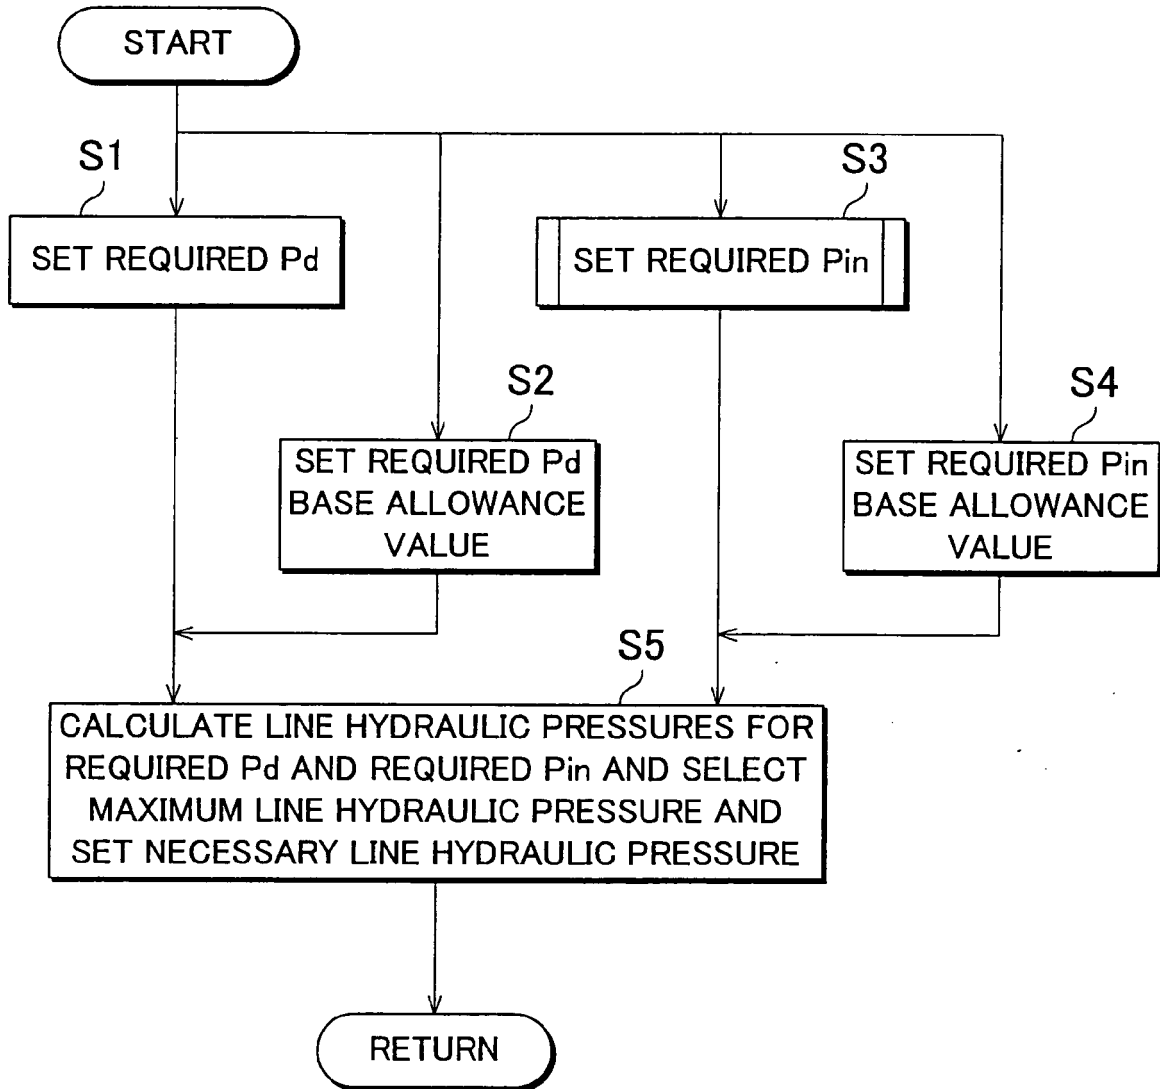 START
S1
SET REQUIRED Pd
S3
SET REQUIRED Pin
S2
SET REQUIRED Pd
BASE ALLOWANCE
VALUE
S4
SET REQUIRED Pin
BASE ALLOWANCE
VALUE
S5
CALCULATE LINE HYDRAULIC PRESSURES FOR
REQUIRED Pd AND REQUIRED Pin AND SELECT
MAXIMUM LINE HYDRAULIC PRESSURE AND
SET NECESSARY LINE HYDRAULIC PRESSURE
RETURN